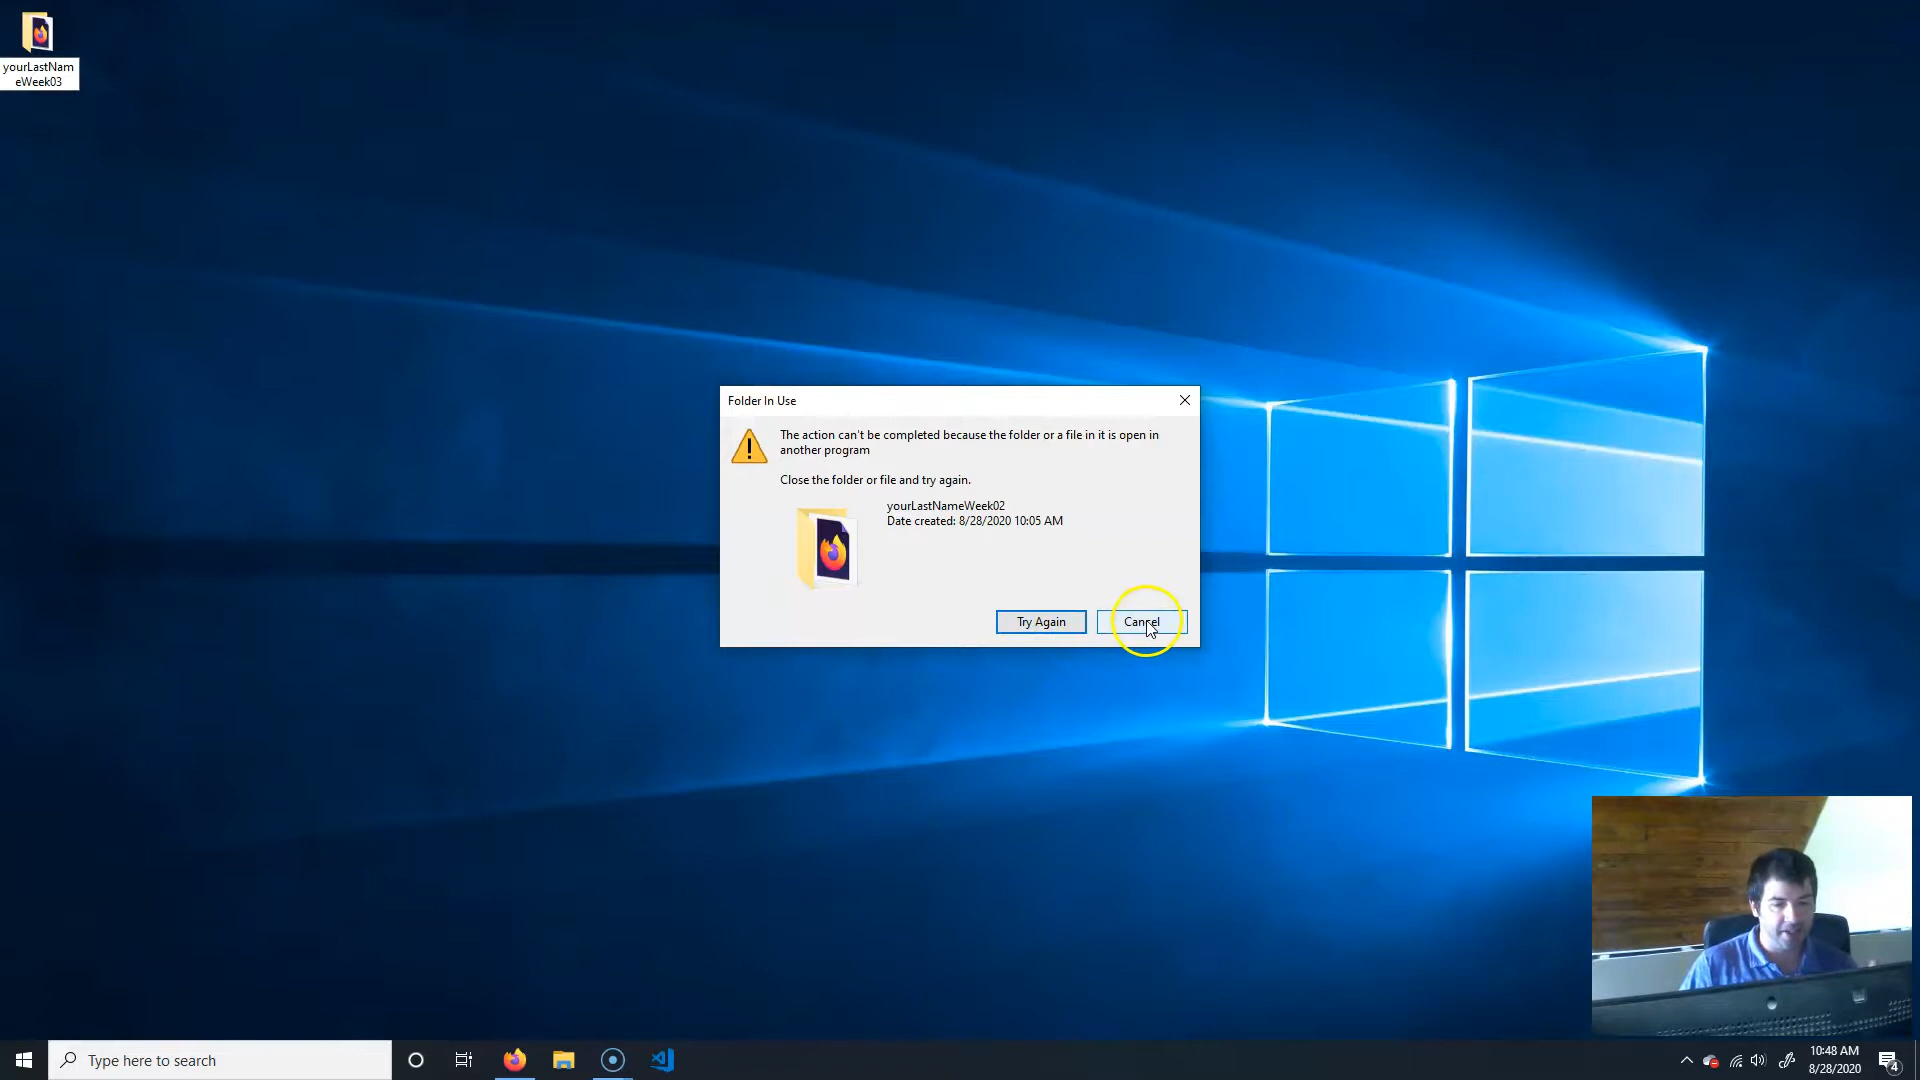 yourLastNam
eWeek03
Folder In Use
The action can't be completed because the folder or a file in it is open in
another program
Close the folder or file and try again.
yourLastNameWeek02
Date created: 8/28/2020 10:05 AM
Try Again
Cancel
Type here to search
10:48 AM
8/28/2020
4